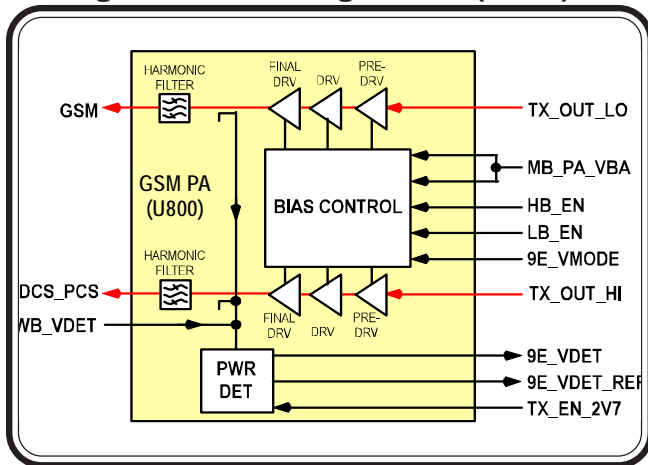 HARMONIC
FILTER
FINAL
DRV
DRV
PRE-
DRV
GSM
TX_OUT_LO
MB_PA_VBA
GSM PA
(U800)
BIAS CONTROL
HB_EN
LB_EN
9E_VMODE
HARMONIC
FILTER
DCS_PCS
TX_OUT_HI
FINAL
DRV
DRV
PRE-
DRV
WB_VDET
PWR
DET
9E_VDET
9E_VDET_REF
TX_EN_2V7